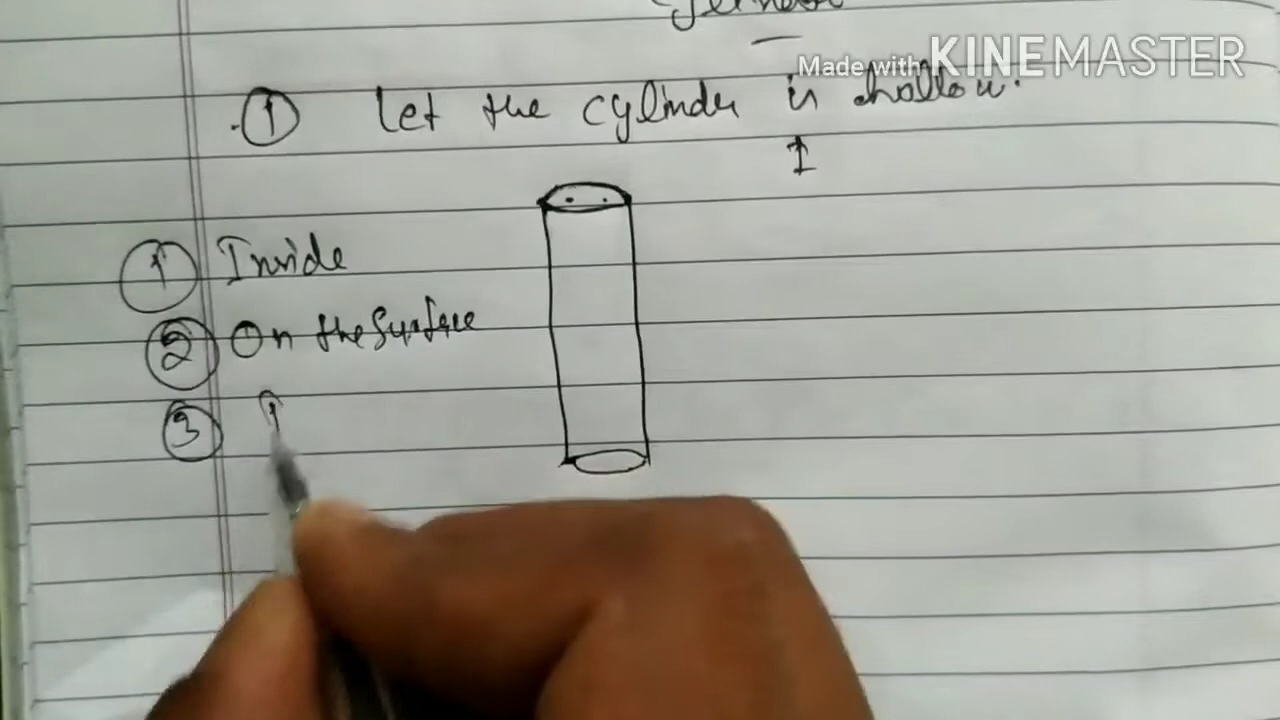 Made with KINEMASTER
① Let the cylinder is hollow.
I
① Inside
② On the Surface
③